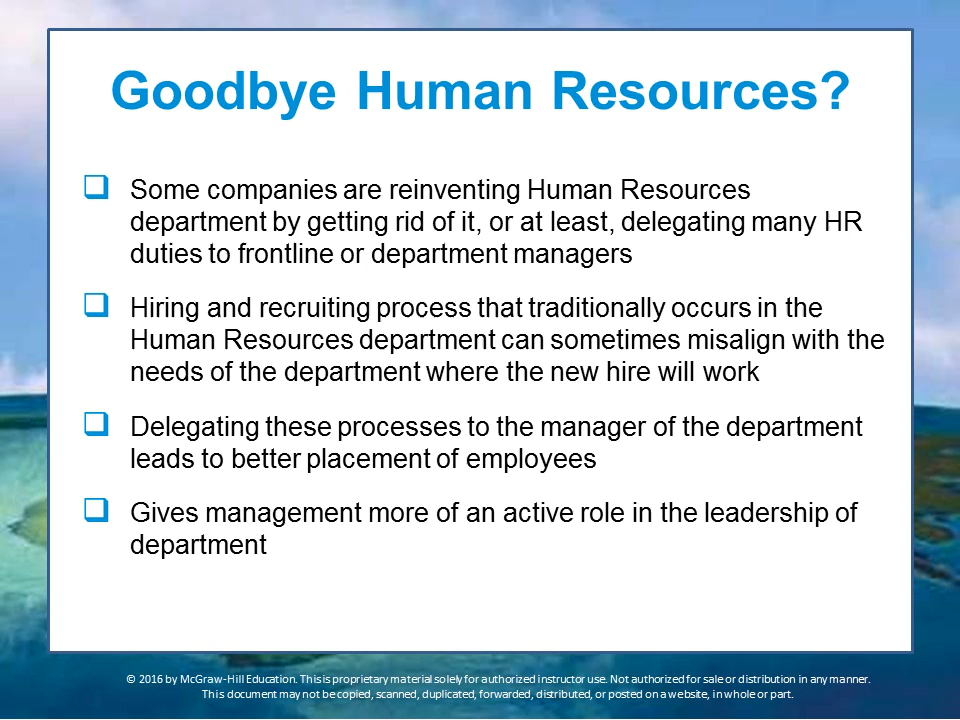 Goodbye Human Resources?
Some companies are reinventing Human Resources
department by getting rid of it, or at least, delegating many HR
duties to frontline or department managers
Hiring and recruiting process that traditionally occurs in the
Human Resources department can sometimes misalign with the
needs of the department where the new hire will work
Delegating these processes to the manager of the department
leads to better placement of employees
Gives management more of an active role in the leadership of
department
© 2016 by McGraw-Hill Education. This is proprietary material solely for authorized instructor use. Not authorized for sale or distribution in any manner.
This document may not be copied, scanned, duplicated, forwarded, distributed, or posted on a website, in whole or part.